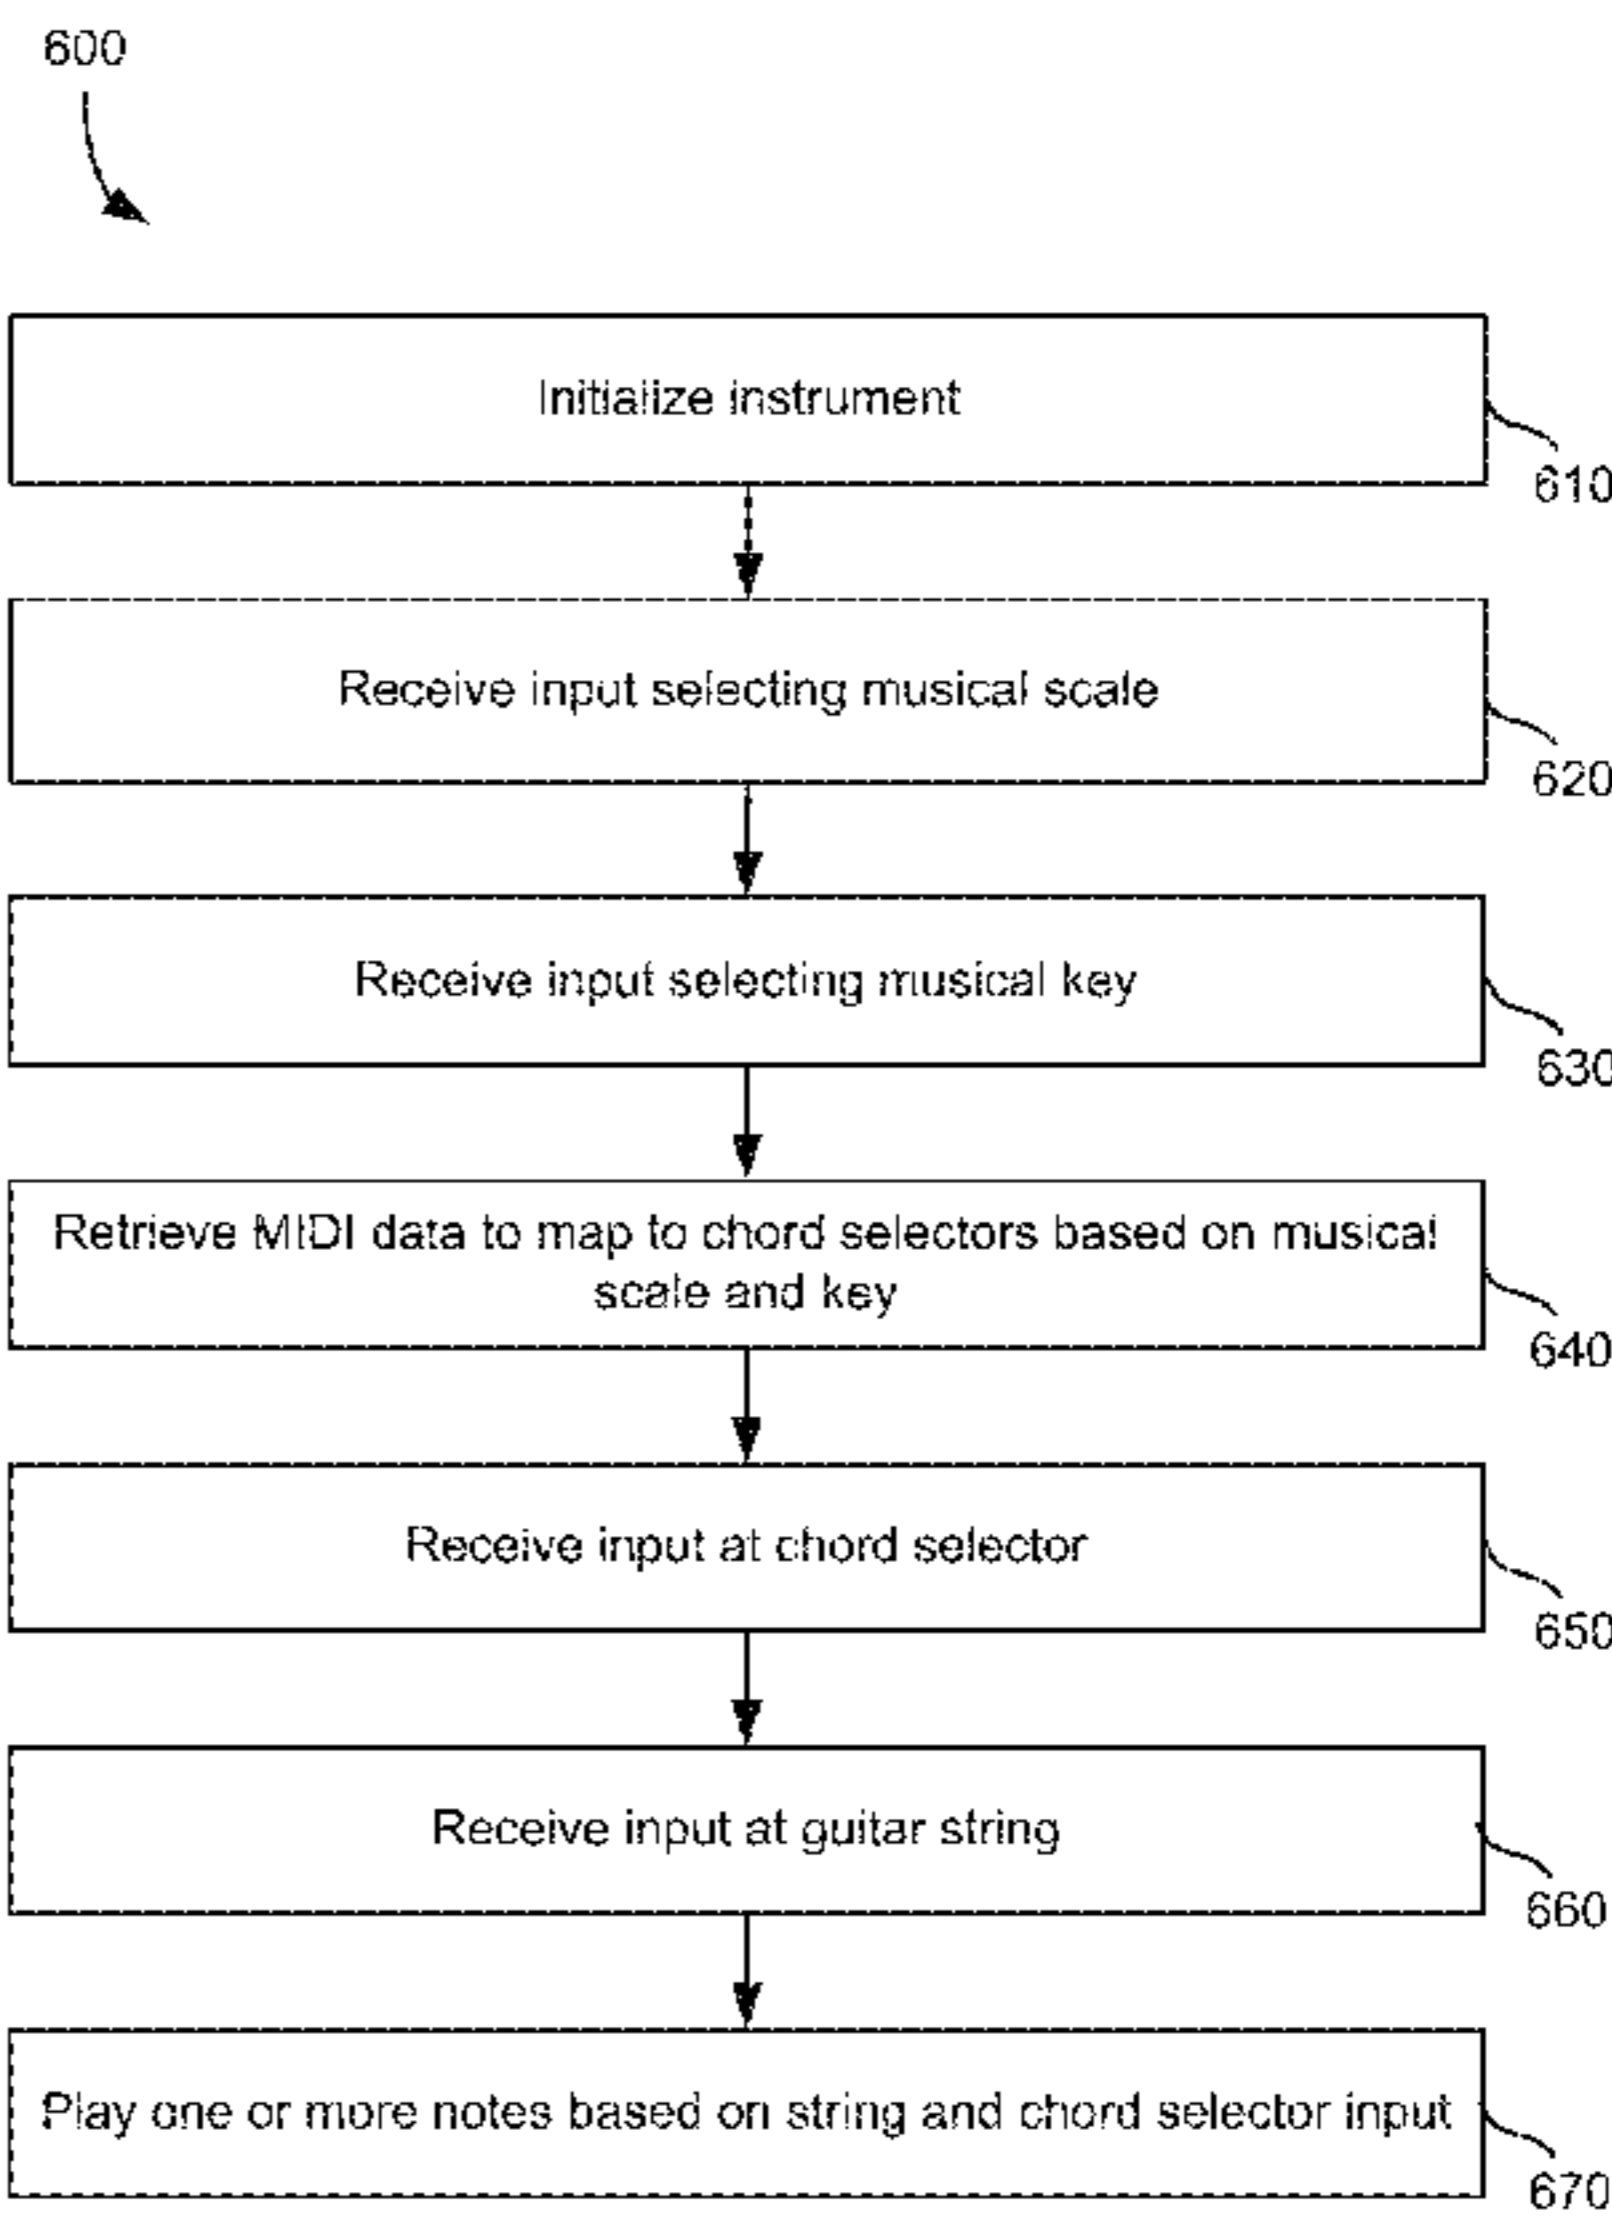 600
Initialize instrument
610
Receive input selecting musical scale
620
Receive input selecting musical key
630
Retrieve MIDI data to map to chord selectors based on musical
scale and key
640
Receive input at chord selector
650
Receive input at guitar string
660
Play one or more notes based on string and chord selector input
670